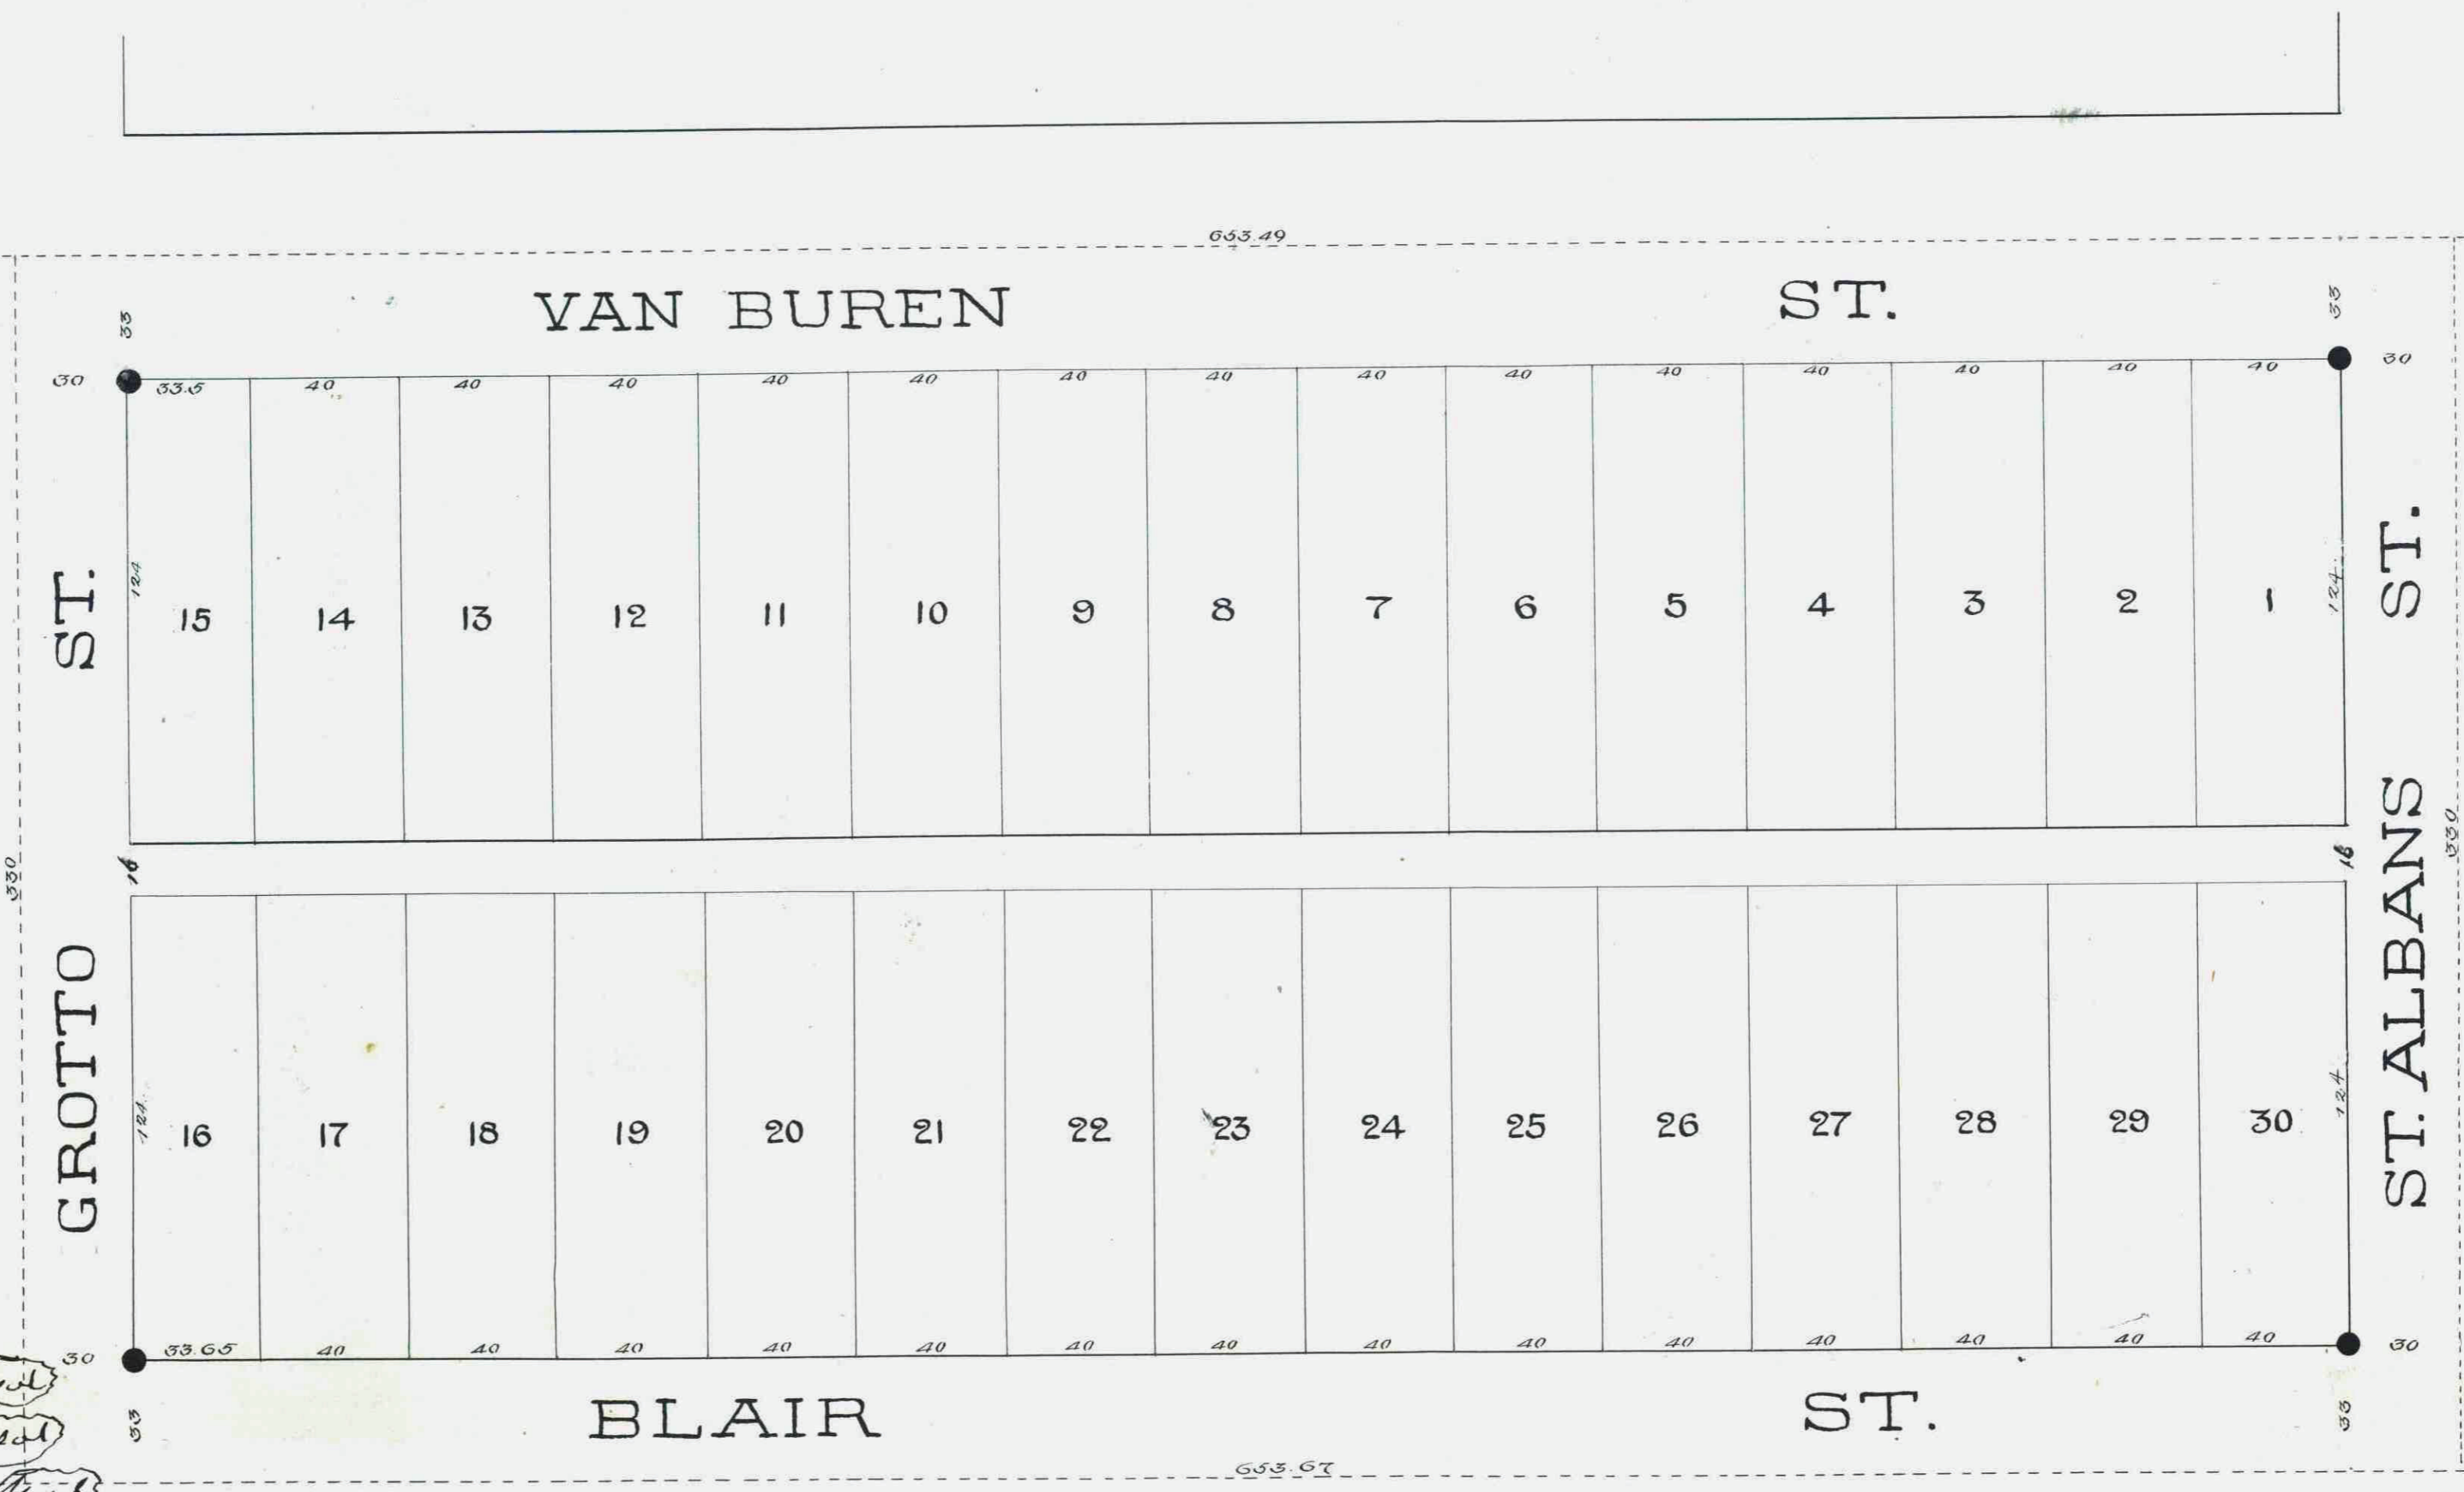 653.49
33 VAN BUREN ST. 33
30 33.5 40 40 40 40 40 40 40 40 40 40 40 40 40 40 30
124 124
15 14 13 12 11 10 9 8 7 6 5 4 3 2 1
GROTTO ST.
ST. ALBANS ST.
330 16 16 330
124 124
16 17 18 19 20 21 22 23 24 25 26 27 28 29 30
30 33.65 40 40 40 40 40 40 40 40 40 40 40 40 40 40 30
33 BLAIR ST. 33
653.67